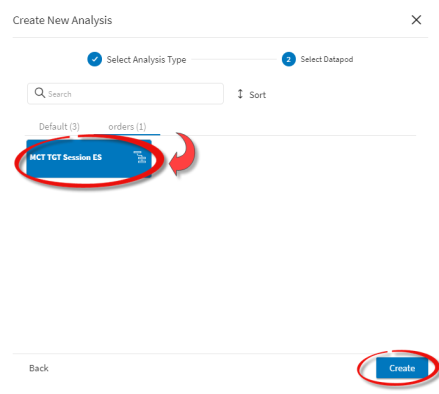 Create New Analysis
Select Analysis Type
2 Select Datapod
Search
Sort
Default (3) orders (1)
MCT TGT Session ES
Back
Create